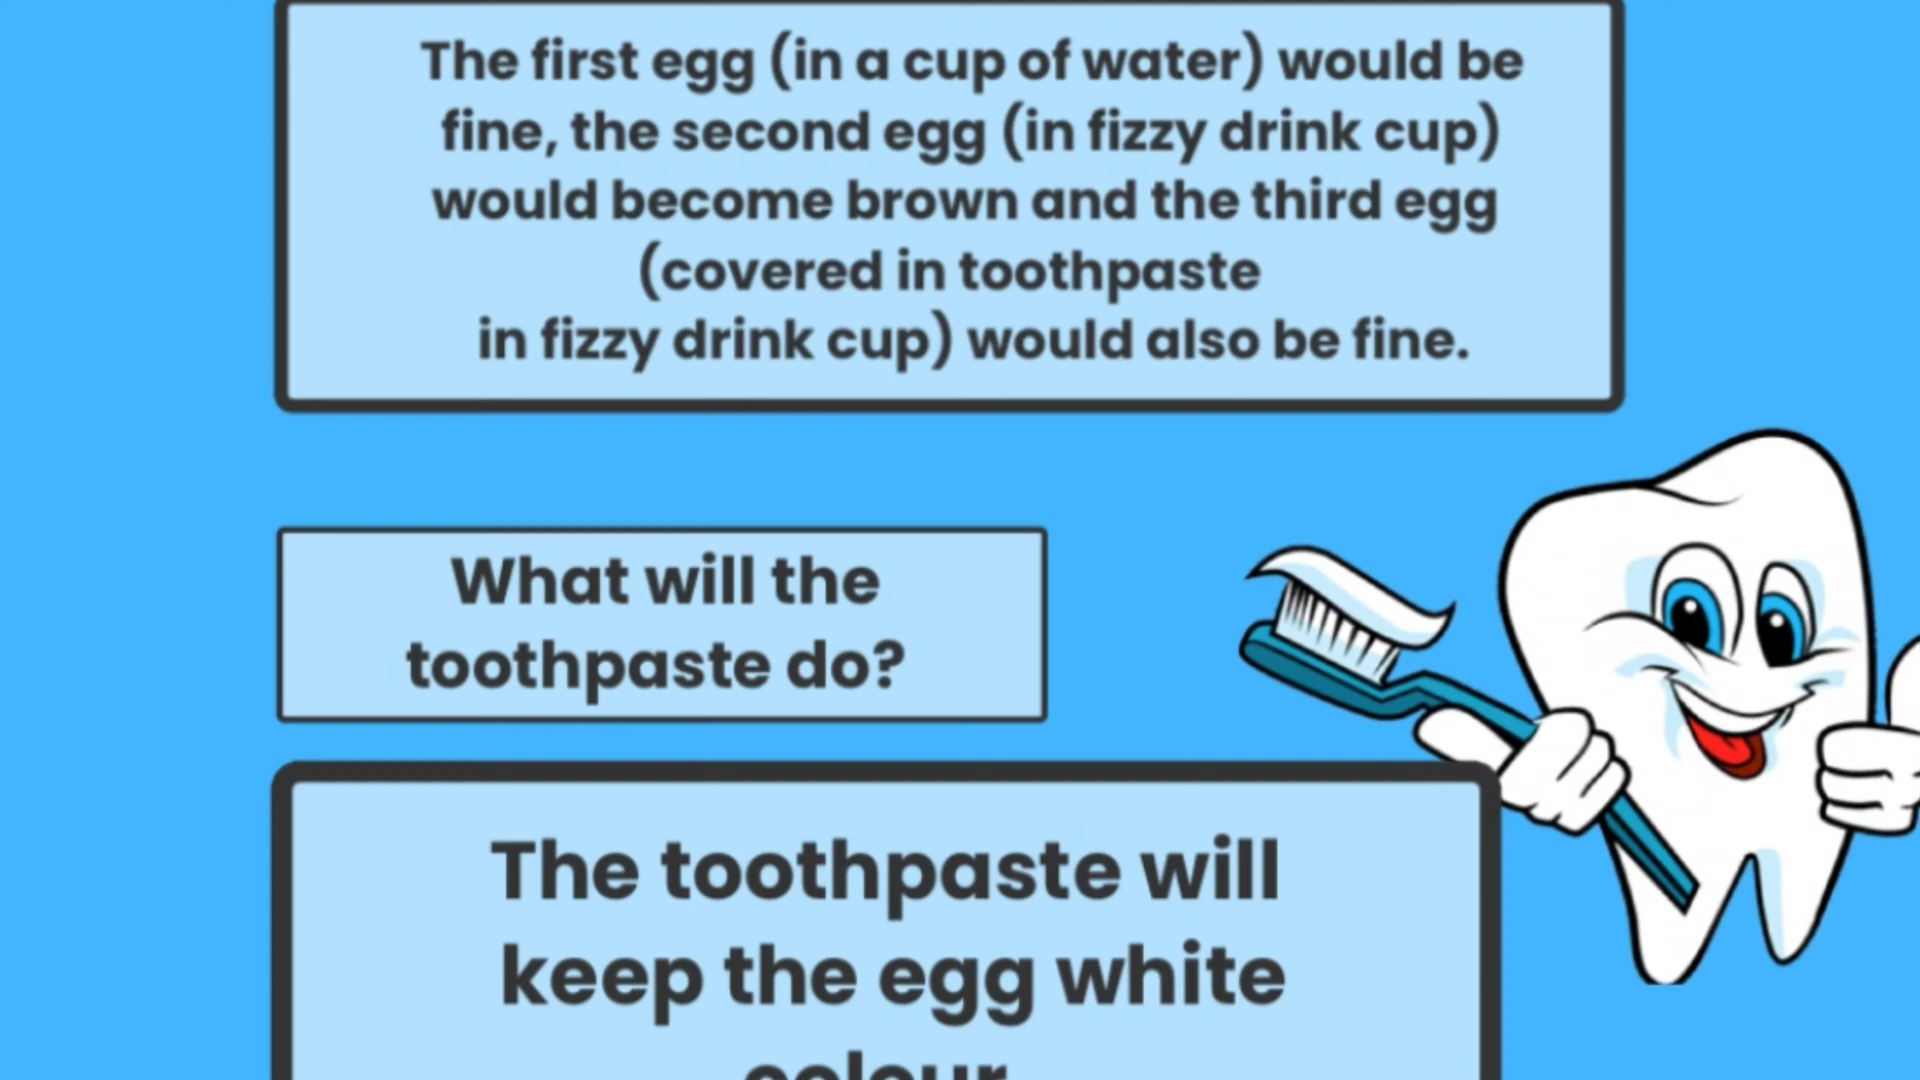 The first egg (in a cup of water) would be
fine, the second egg (in fizzy drink cup)
would become brown and the third egg
(covered in toothpaste
in fizzy drink cup) would also be fine.
What will the
toothpaste do?
The toothpaste will
keep the egg white
colour